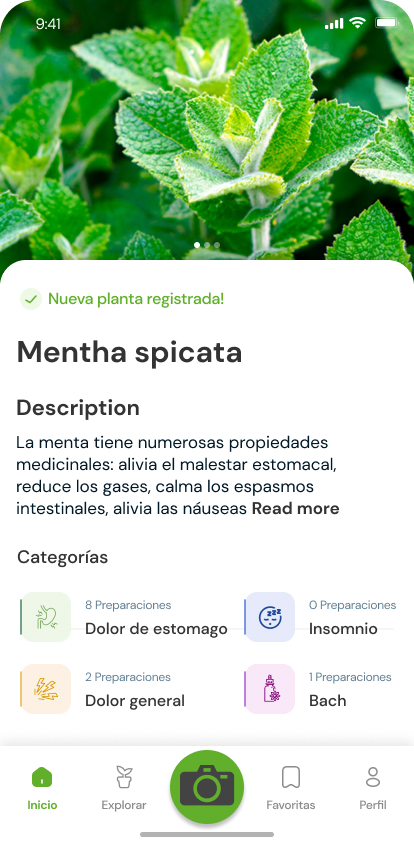 9:41
Nueva planta registrada!
Mentha spicata
Description
La menta tiene numerosas propiedades
medicinales: alivia el malestar estomacal,
reduce los gases, calma los espasmos
intestinales, alivia las náuseas Read more
Categorías
8 Preparaciones
Dolor de estomago
0 Preparaciones
Insomnio
2 Preparaciones
Dolor general
1 Preparaciones
Bach
Inicio
Explorar
Favoritas
Perfil